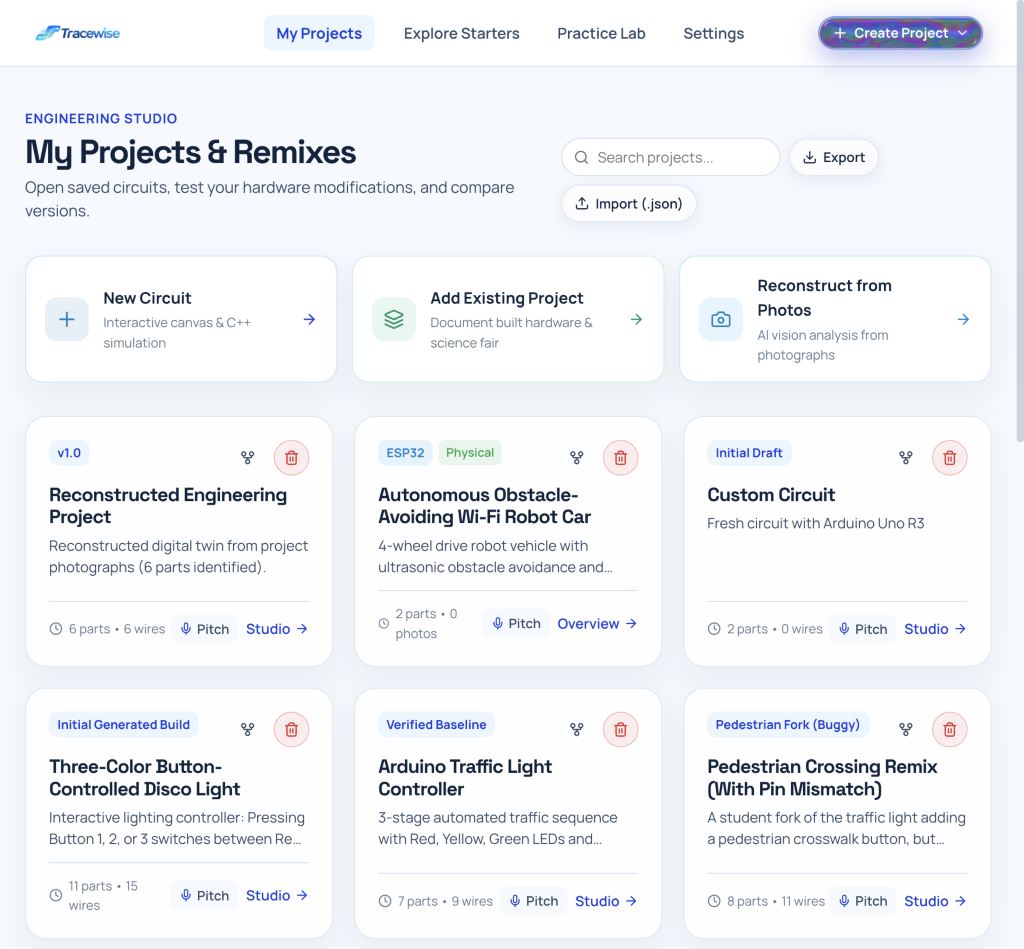 Tracewise
My Projects
Explore Starters
Practice Lab
Settings
Create Project
ENGINEERING STUDIO
My Projects & Remixes
Open saved circuits, test your hardware modifications, and compare
versions.
Search projects...
Export
Import (.json)
New Circuit
Interactive canvas & C++
simulation
Add Existing Project
Document built hardware &
science fair
Reconstruct from
Photos
AI vision analysis from
photographs
v1.0
Reconstructed Engineering
Project
Reconstructed digital twin from project
photographs (6 parts identified).
6 parts • 6 wires
Pitch
Studio
ESP32
Physical
Autonomous Obstacle-
Avoiding Wi-Fi Robot Car
4-wheel drive robot vehicle with
ultrasonic obstacle avoidance and...
2 parts • 0
photos
Pitch
Overview
Initial Draft
Custom Circuit
Fresh circuit with Arduino Uno R3
2 parts • 0 wires
Pitch
Studio
Initial Generated Build
Three-Color Button-
Controlled Disco Light
Interactive lighting controller: Pressing
Button 1, 2, or 3 switches between Re...
11 parts • 15
wires
Pitch
Studio
Verified Baseline
Arduino Traffic Light
Controller
3-stage automated traffic sequence
with Red, Yellow, Green LEDs and...
7 parts • 9 wires
Pitch
Studio
Pedestrian Fork (Buggy)
Pedestrian Crossing Remix
(With Pin Mismatch)
A student fork of the traffic light adding
a pedestrian crosswalk button, but...
8 parts • 11 wires
Pitch
Studio